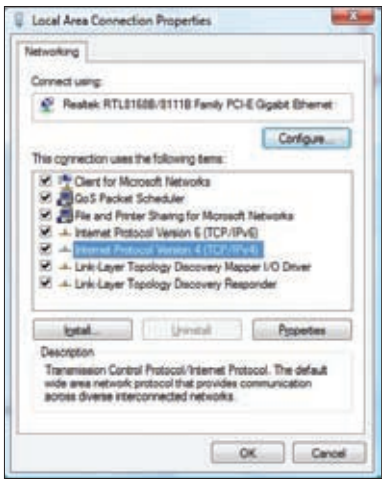 Local Area Connection Properties
Networking
Connect using:
Realtek RTL8168B/8111B Family PCI-E Gigabit Ethernet
Configure...
This connection uses the following items:
Client for Microsoft Networks
QoS Packet Scheduler
File and Printer Sharing for Microsoft Networks
Internet Protocol Version 6 (TCP/IPv6)
Internet Protocol Version 4 (TCP/IPv4)
Link-Layer Topology Discovery Mapper I/O Driver
Link-Layer Topology Discovery Responder
Install... Uninstall Properties
Description
Transmission Control Protocol/Internet Protocol. The default
wide area network protocol that provides communication
across diverse interconnected networks.
OK Cancel